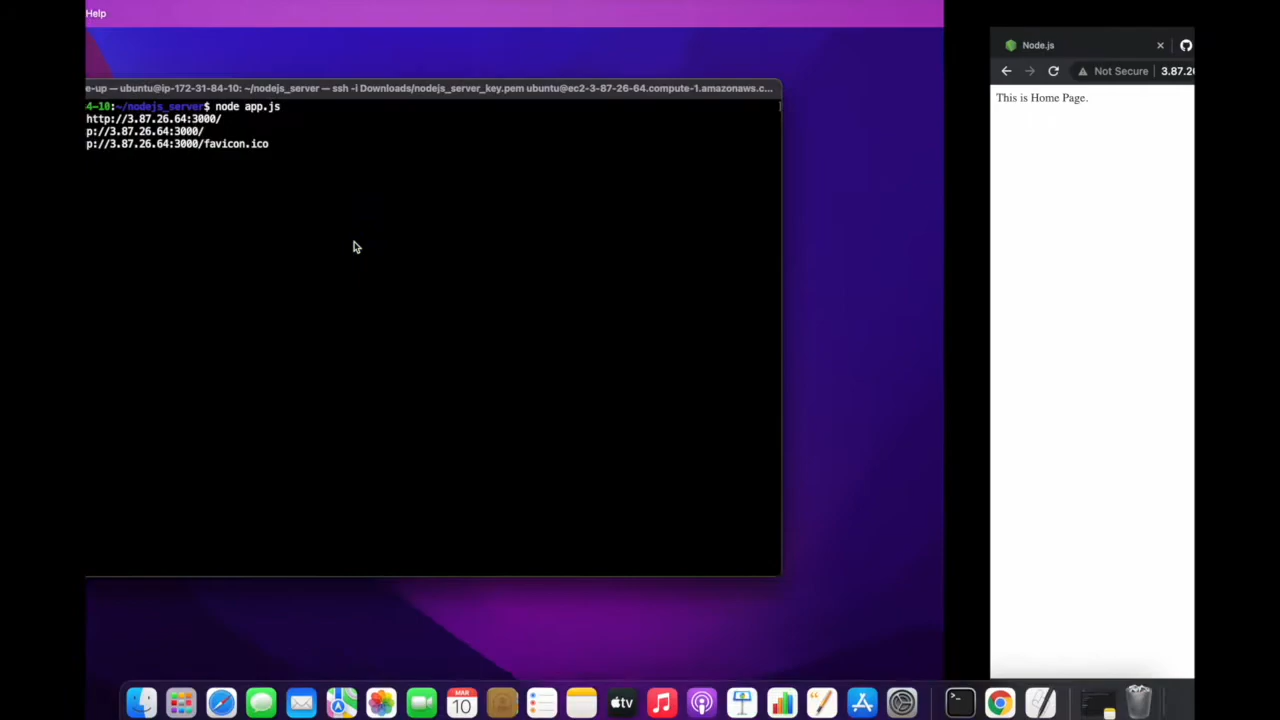 Help
e-up — ubuntu@ip-172-31-84-10: ~/nodejs_server — ssh -i Downloads/nodejs_server_key.pem ubuntu@ec2-3-87-26-64.compute-1.amazonaws.c...
4-10:~/nodejs_server$ node app.js
http://3.87.26.64:3000/
p://3.87.26.64:3000/
p://3.87.26.64:3000/favicon.ico
Node.js
Not Secure
3.87.26
This is Home Page.
MAR
10
tv